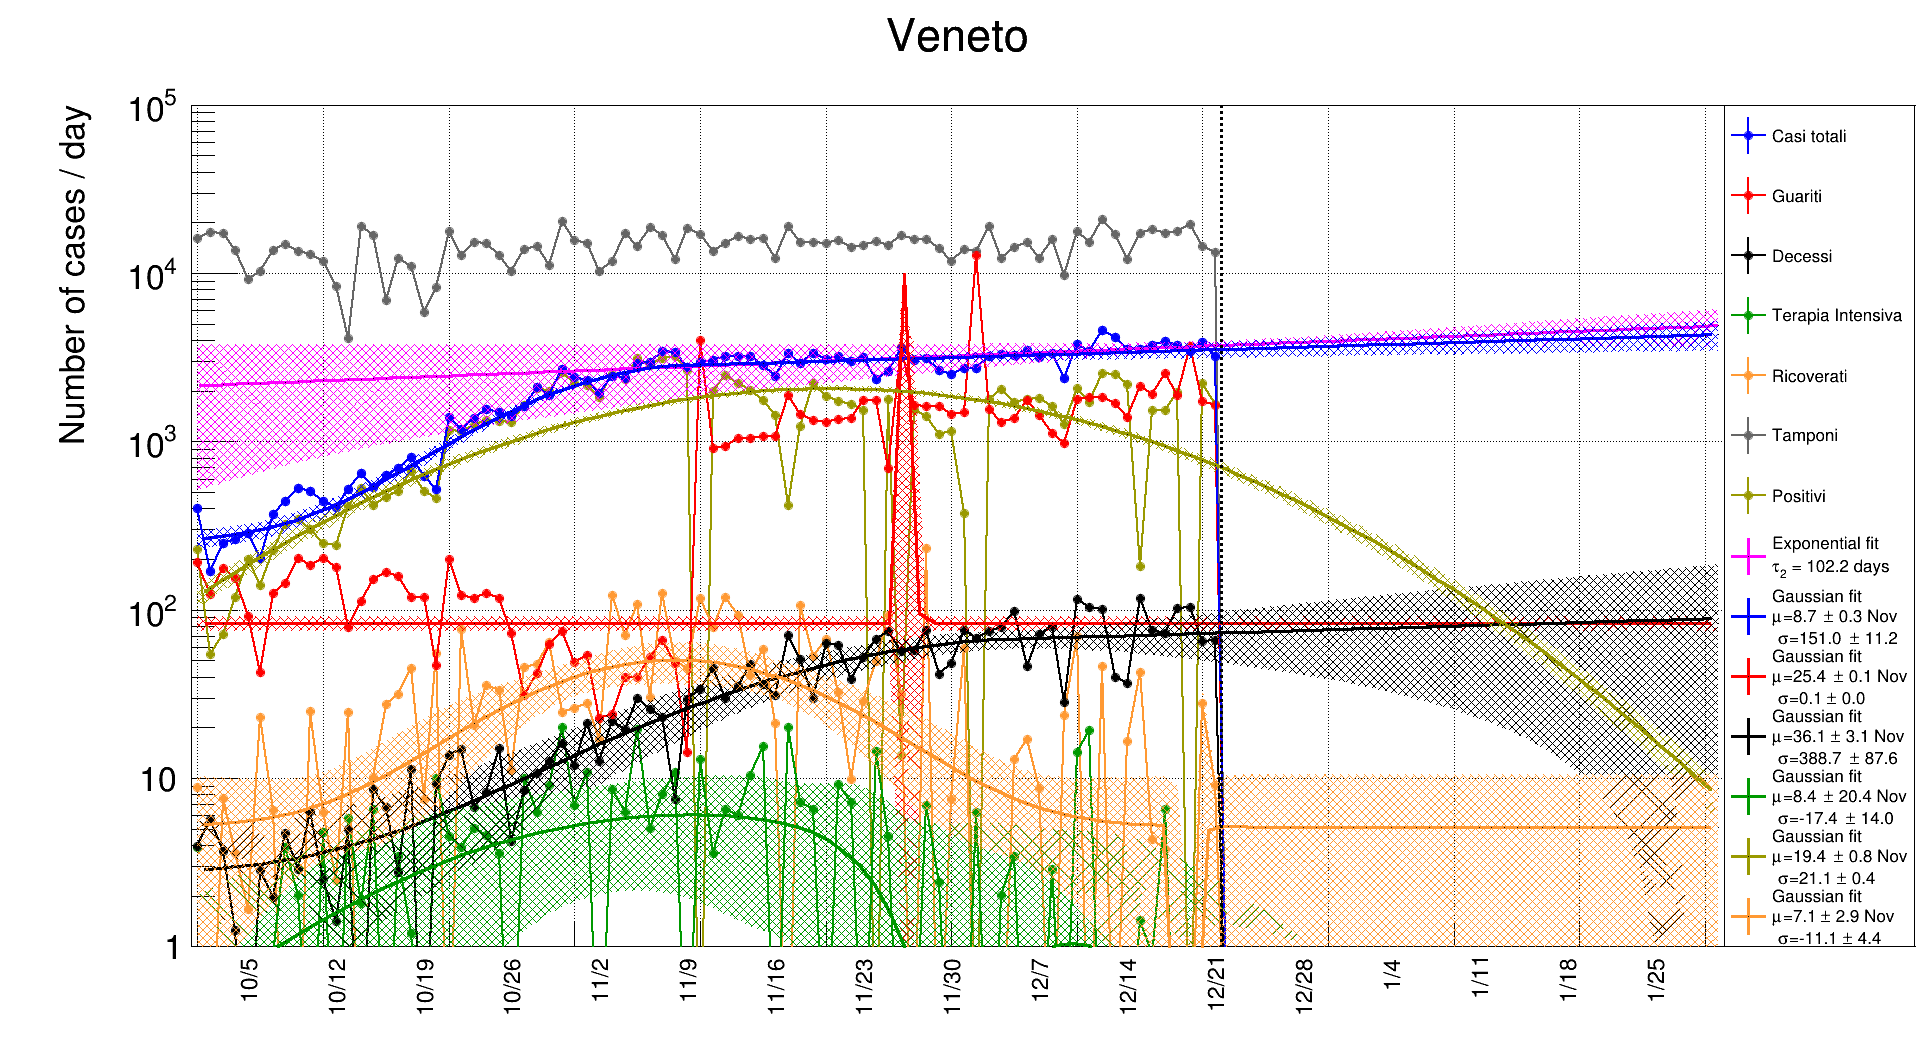 Veneto
Number of cases / day
10^5
10^4
10^3
10^2
10
1
10/5
10/12
10/19
10/26
11/2
11/9
11/16
11/23
11/30
12/7
12/14
12/21
12/28
1/4
1/11
1/18
1/25
Casi totali
Guariti
Decessi
Terapia Intensiva
Ricoverati
Tamponi
Positivi
Exponential fit
τ₂ = 102.2 days
Gaussian fit
μ=8.7 ± 0.3 Nov
σ=151.0 ± 11.2
Gaussian fit
μ=25.4 ± 0.1 Nov
σ=0.1 ± 0.0
Gaussian fit
μ=36.1 ± 3.1 Nov
σ=388.7 ± 87.6
Gaussian fit
μ=8.4 ± 20.4 Nov
σ=-17.4 ± 14.0
Gaussian fit
μ=19.4 ± 0.8 Nov
σ=21.1 ± 0.4
Gaussian fit
μ=7.1 ± 2.9 Nov
σ=-11.1 ± 4.4